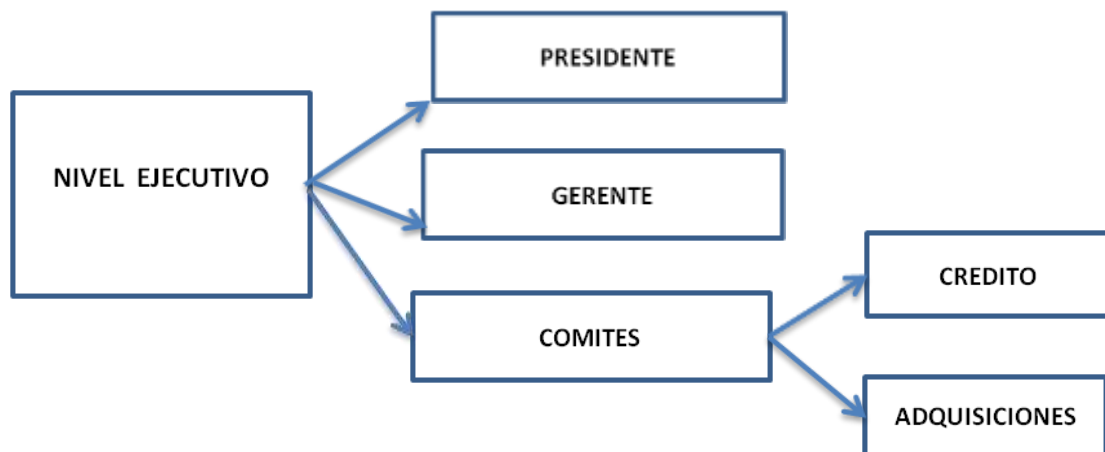 PRESIDENTE
NIVEL EJECUTIVO
GERENTE
COMITES
CREDITO
ADQUISICIONES